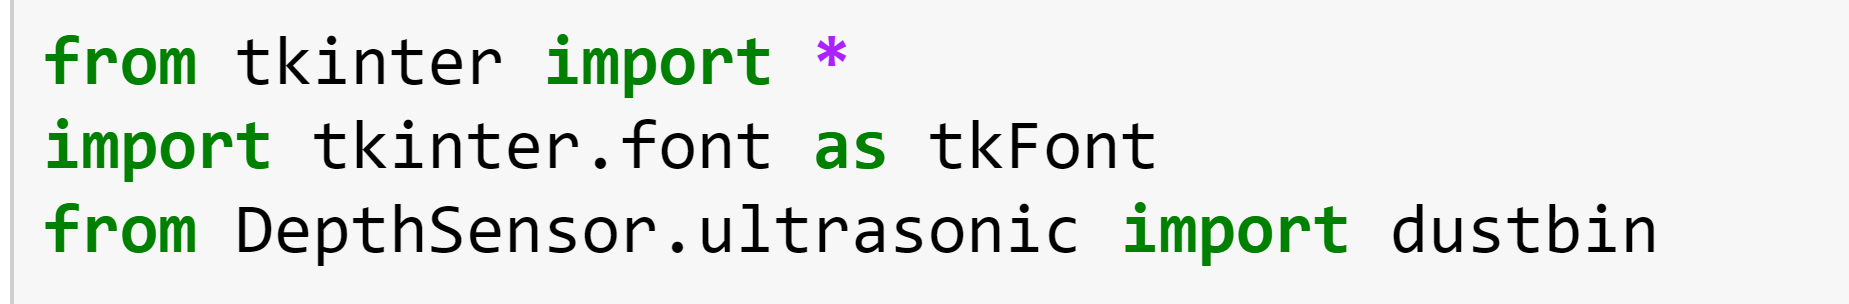 from tkinter import *
import tkinter.font as tkFont
from DepthSensor.ultrasonic import dustbin